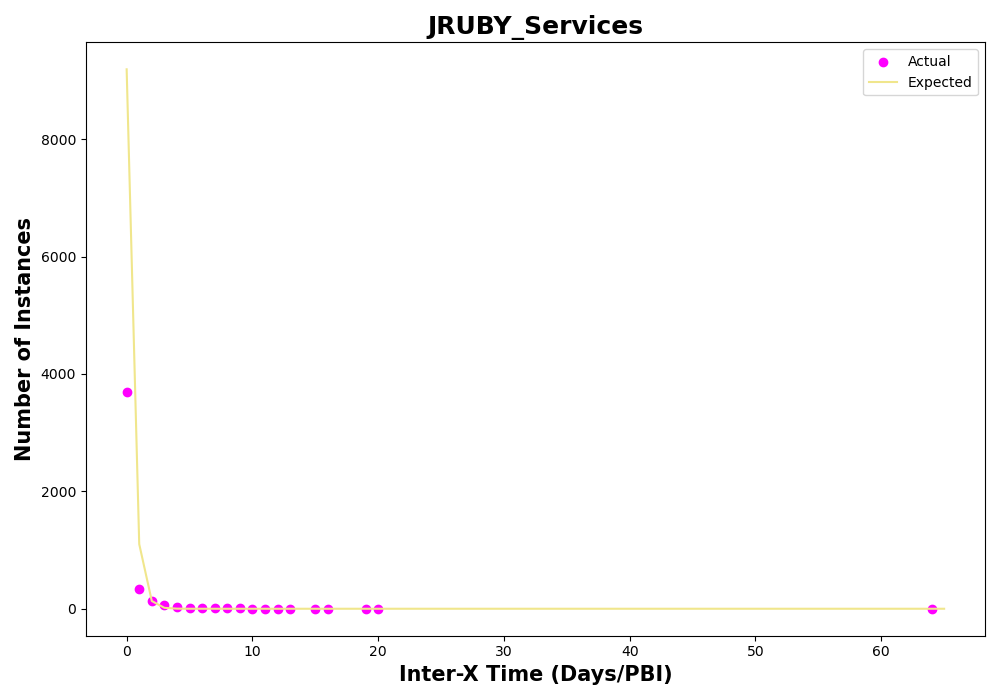 JRUBY_Services
Actual
Expected
Number of Instances
8000
6000
4000
2000
0
0 10 20 30 40 50 60
Inter-X Time (Days/PBI)